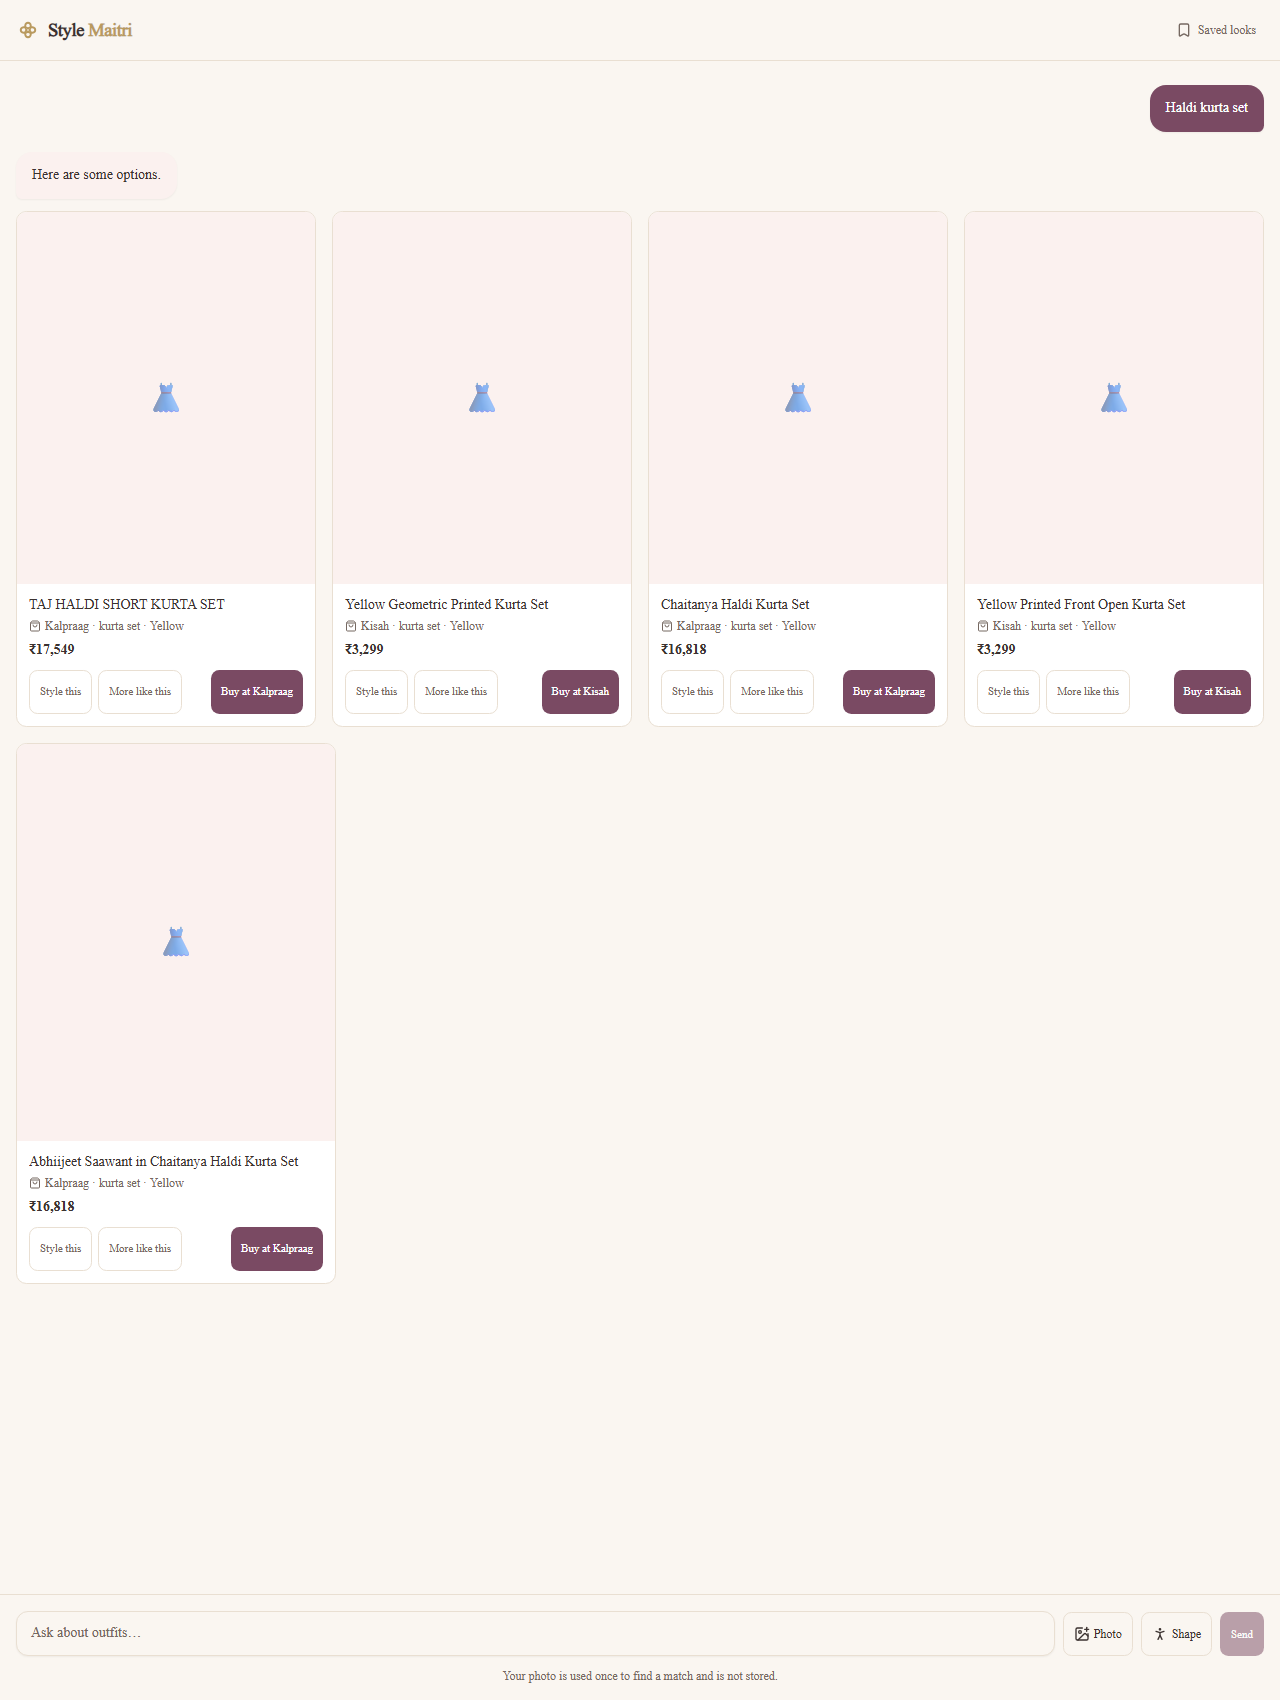 Style Maitri
Saved looks
Haldi kurta set
Here are some options.
TAJ HALDI SHORT KURTA SET
Kalpraag · kurta set · Yellow
₹17,549
Style this
More like this
Buy at Kalpraag
Yellow Geometric Printed Kurta Set
Kisah · kurta set · Yellow
₹3,299
Style this
More like this
Buy at Kisah
Chaitanya Haldi Kurta Set
Kalpraag · kurta set · Yellow
₹16,818
Style this
More like this
Buy at Kalpraag
Yellow Printed Front Open Kurta Set
Kisah · kurta set · Yellow
₹3,299
Style this
More like this
Buy at Kisah
Abhiijeet Saawant in Chaitanya Haldi Kurta Set
Kalpraag · kurta set · Yellow
₹16,818
Style this
More like this
Buy at Kalpraag
Ask about outfits…
Photo
Shape
Send
Your photo is used once to find a match and is not stored.